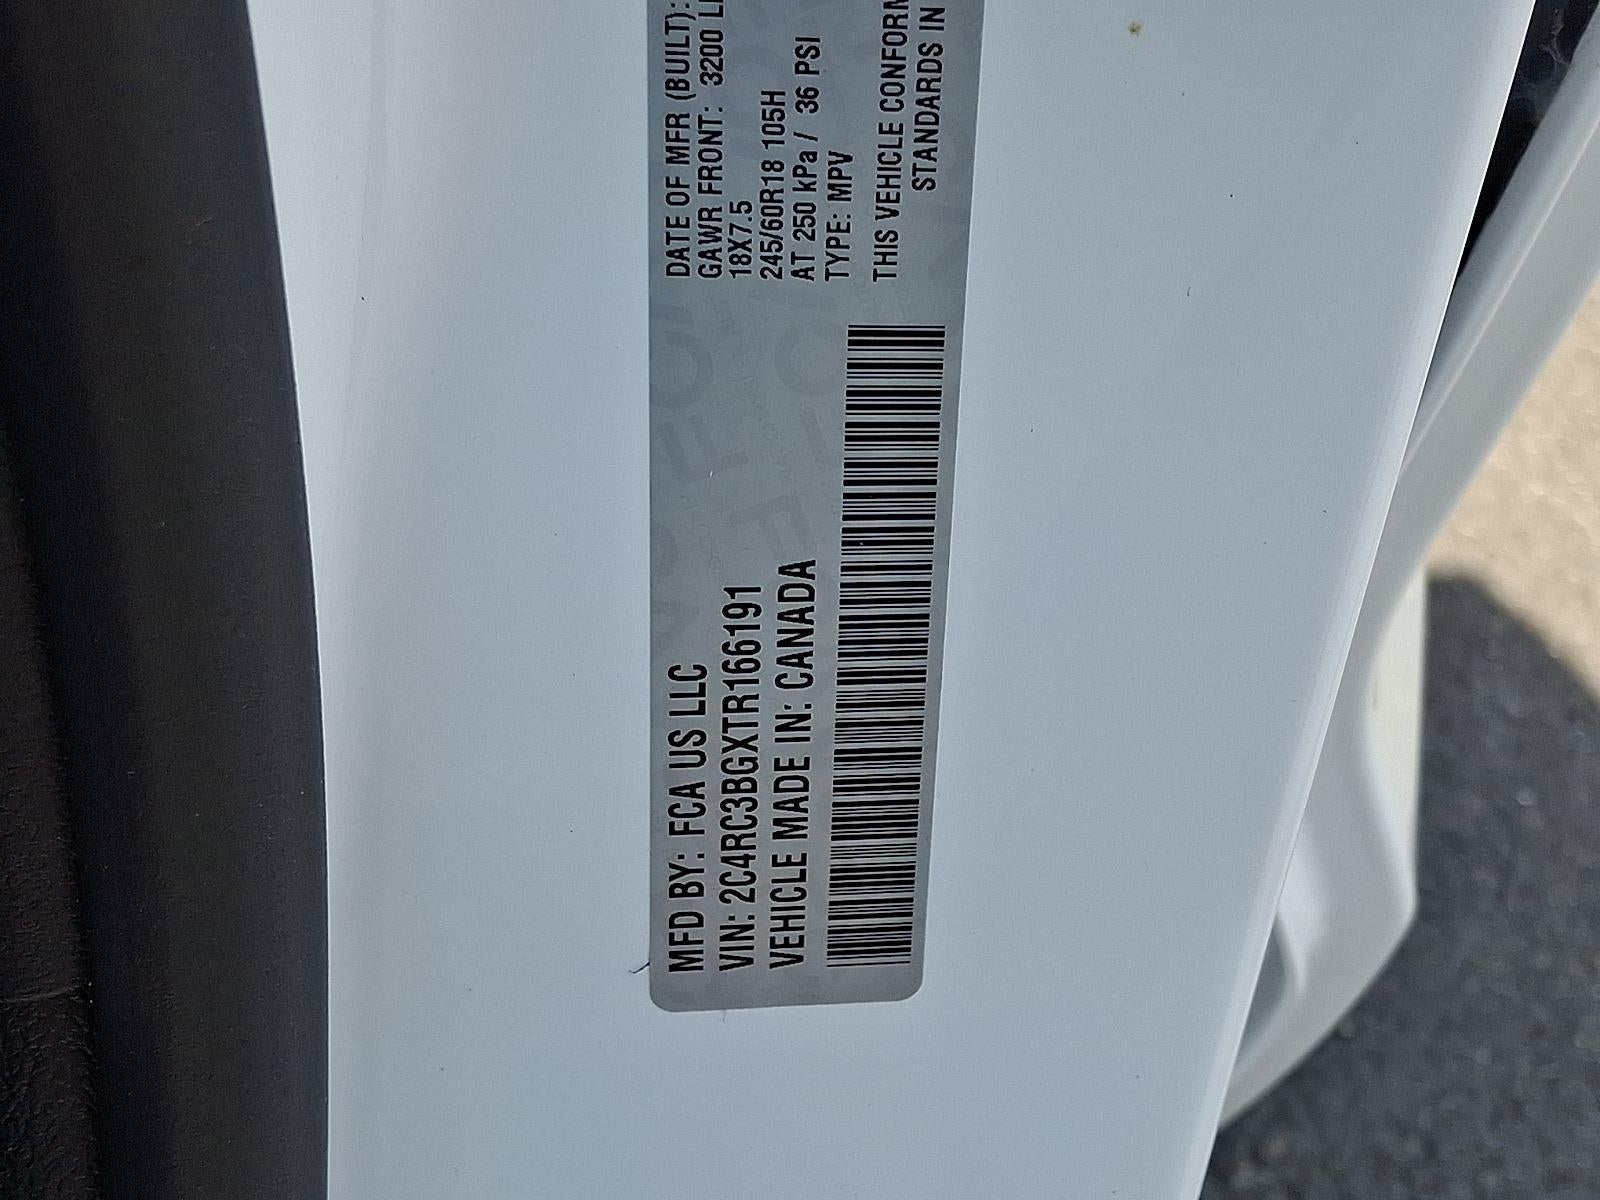 MFD BY: FCA US LLC
VIN: 2C4RC3BGXTR166191
VEHICLE MADE IN: CANADA
DATE OF MFR (BUILT):
GAWR FRONT: 3200
18X7.5
245/60R18 105H
AT 250 kPa / 36 PSI
TYPE: MPV
THIS VEHICLE
STANDARDS IN